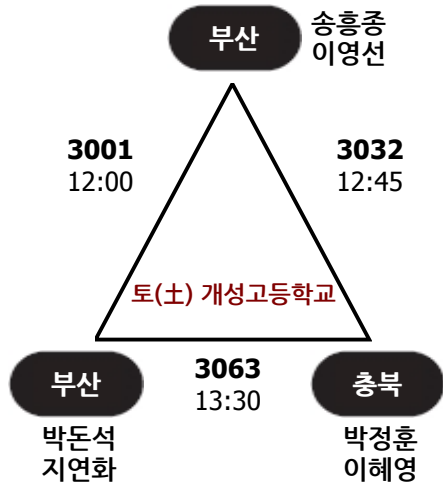 부산
송흥종
이영선
3001
12:00
3032
12:45
토(土) 개성고등학교
부산
3063
13:30
충북
박돈석
지연화
박정훈
이혜영